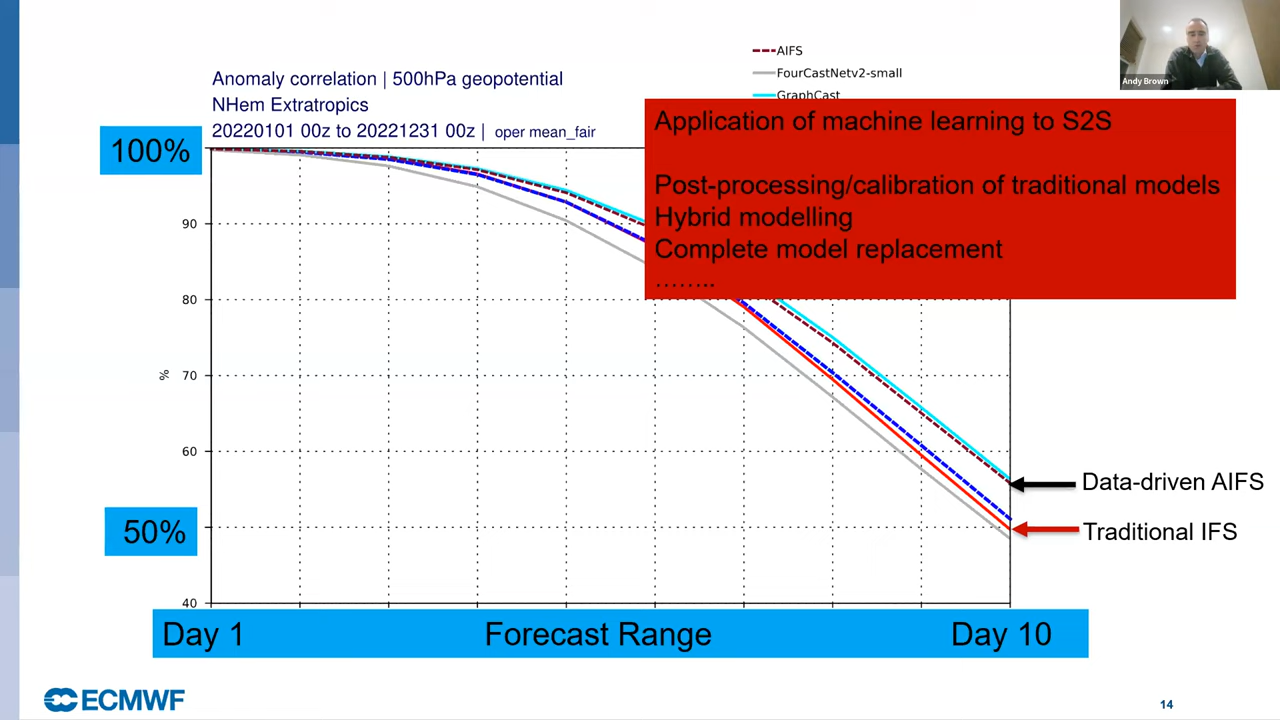 AIFS
FourCastNetv2-small
GraphCast
Andy Brown
Anomaly correlation | 500hPa geopotential
NHem Extratropics
20220101 00z to 20221231 00z | oper mean_fair
Application of machine learning to S2S
Post-processing/calibration of traditional models
Hybrid modelling
Complete model replacement
……..
100%
90
80
70
60
50%
40
%
Data-driven AIFS
Traditional IFS
Day 1 Forecast Range Day 10
ECMWF
14